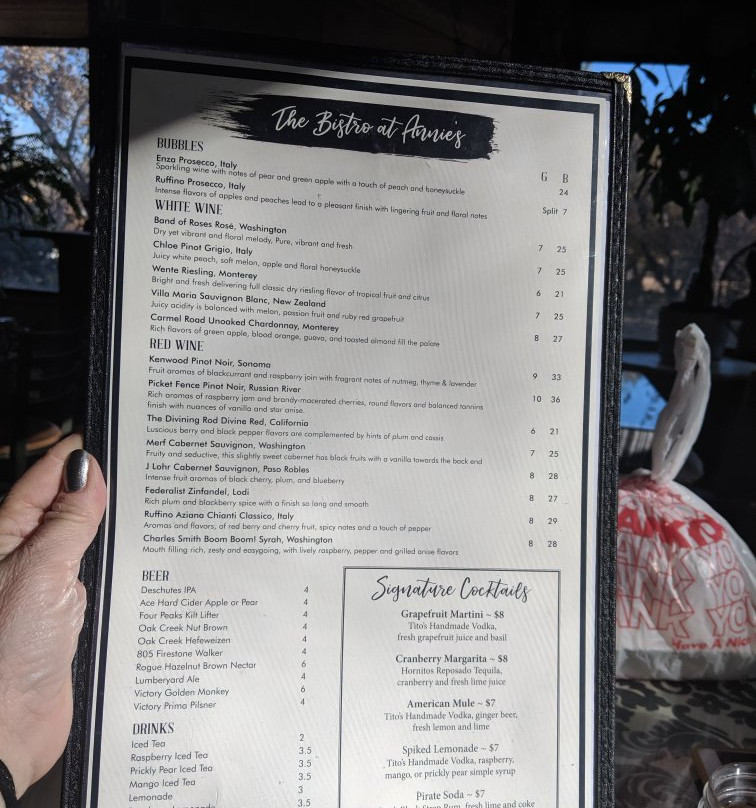 The Bistro at Annie's
BUBBLES
G B
Enza Prosecco, Italy 24
Sparkling wine with notes of pear and green apple with a touch of peach and honeysuckle
Ruffino Prosecco, Italy Split 7
Intense flavors of apples and peaches lead to a pleasant finish with lingering fruit and floral notes
WHITE WINE
Band of Roses Rosé, Washington 7 25
Dry yet vibrant and floral melody, Pure, vibrant and fresh
Chloe Pinot Grigio, Italy 7 25
Juicy white peach, soft melon, apple and floral honeysuckle
Wente Riesling, Monterey 6 21
Bright and fresh delivering full classic dry riesling flavor of tropical fruit and citrus
Villa Maria Sauvignon Blanc, New Zealand 7 25
Juicy acidity is balanced with melon, passion fruit and ruby red grapefruit
Carmel Road Unoaked Chardonnay, Monterey 8 27
Rich flavors of green apple, blood orange, guava, and toasted almond fill the palate
RED WINE
Kenwood Pinot Noir, Sonoma 9 33
Fruit aromas of blackcurrant and raspberry join with fragrant notes of nutmeg, thyme & lavender
Picket Fence Pinot Noir, Russian River 10 36
Rich aromas of raspberry jam and brandy-macerated cherries, round flavors and balanced tannins
finish with nuances of vanilla and star anise.
The Divining Rod Divine Red, California 6 21
Luscious berry and black pepper flavors are complemented by hints of plum and cassis
Merf Cabernet Sauvignon, Washington 7 25
Fruity and seductive, this slightly sweet cabernet has black fruits with a vanilla towards the back end
J Lohr Cabernet Sauvignon, Paso Robles 8 28
Intense fruit aromas of black cherry, plum, and blueberry
Federalist Zinfandel, Lodi 8 27
Rich plum and blackberry spice with a finish so long and smooth
Ruffino Aziano Chianti Classico, Italy 8 29
Aromas and flavors, of red berry and cherry fruit, spicy notes and a touch of pepper
Charles Smith Boom Boom! Syrah, Washington 8 28
Mouth filling rich, zesty and easygoing, with lively raspberry, pepper and grilled anise flavors
BEER
Deschutes IPA 4
Ace Hard Cider Apple or Pear 4
Four Peaks Kilt Lifter 4
Oak Creek Nut Brown 4
Oak Creek Hefeweizen 4
805 Firestone Walker 4
Rogue Hazelnut Brown Nectar 6
Lumberyard Ale 4
Victory Golden Monkey 6
Victory Prima Pilsner 4
DRINKS
Iced Tea 2
Raspberry Iced Tea 3.5
Prickly Pear Iced Tea 3.5
Mango Iced Tea 3.5
Lemonade 3
3.5
Signature Cocktails
Grapefruit Martini ~ $8
Tito's Handmade Vodka,
fresh grapefruit juice and basil
Cranberry Margarita ~ $8
Hornitos Reposado Tequila,
cranberry and fresh lime juice
American Mule ~ $7
Tito's Handmade Vodka, ginger beer,
fresh lemon and lime
Spiked Lemonade ~ $7
Tito's Handmade Vodka, raspberry,
mango, or prickly pear simple syrup
Pirate Soda ~ $7
Rum, fresh lime and coke
ANK YO
ANK YO
ANK YO
Have A Nic